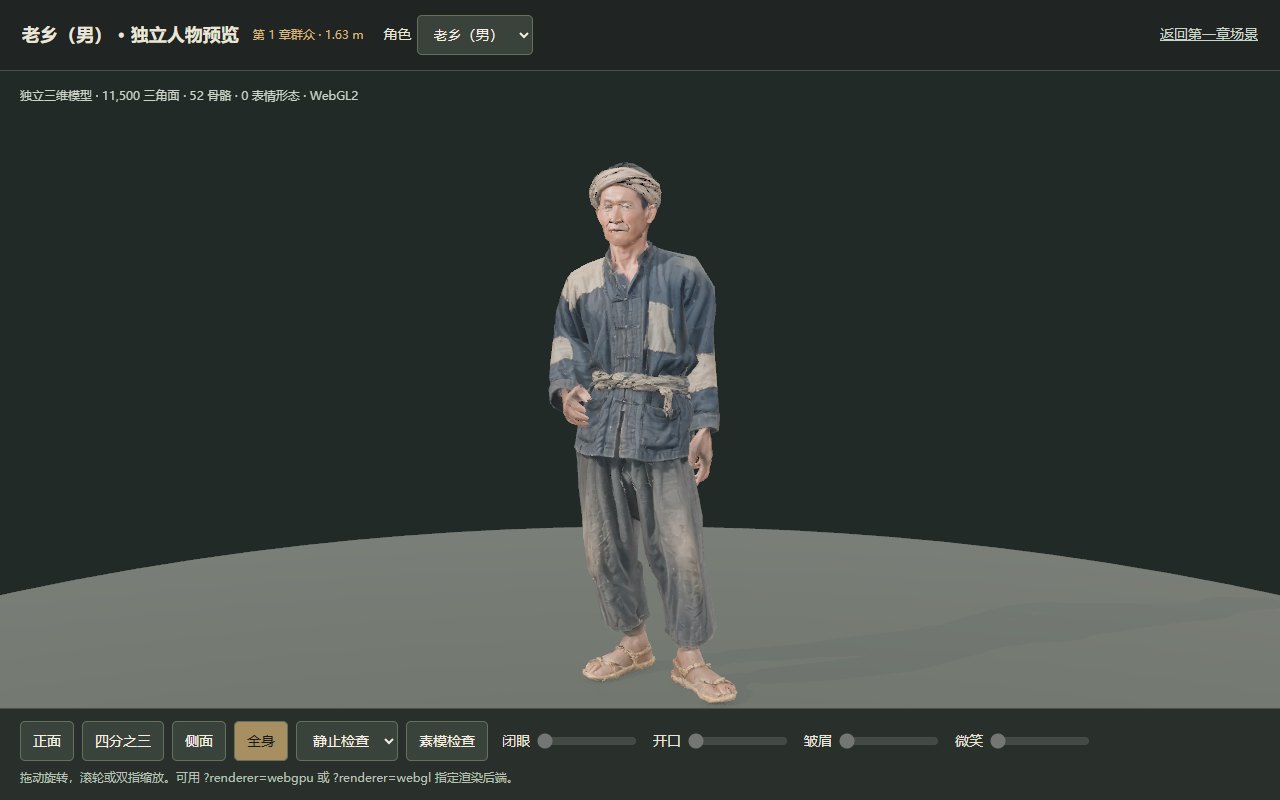 老乡（男）·独立人物预览 第 1 章群众 · 1.63 m 角色 老乡（男） 返回第一章场景
独立三维模型 · 11,500 三角面 · 52 骨骼 · 0 表情形态 · WebGL2
正面 四分之三 侧面 全身 静止检查 素模检查 闭眼 开口 皱眉 微笑
拖动旋转，滚轮或双指缩放。可用 ?renderer=webgpu 或 ?renderer=webgl 指定渲染后端。